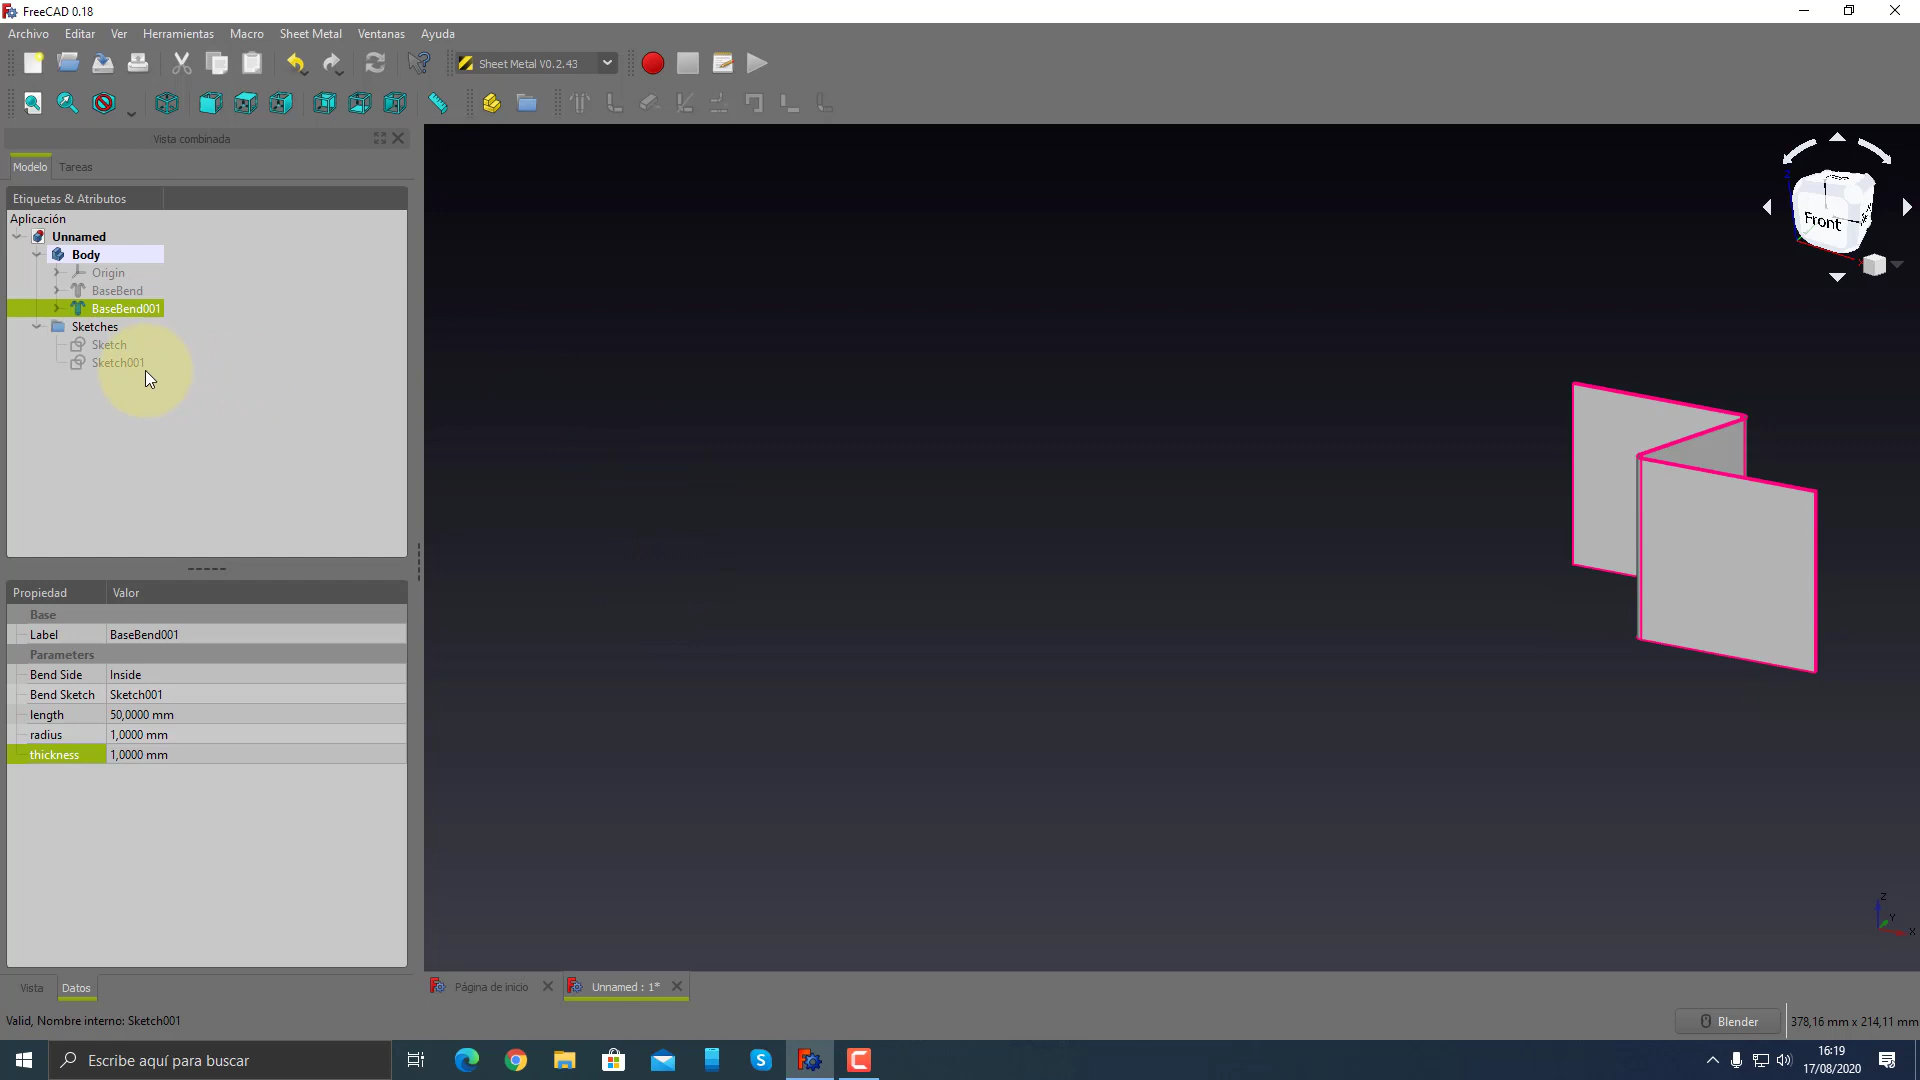 FreeCAD 0.18
Archivo Editar Ver Herramientas Macro Sheet Metal Ventanas Ayuda
Sheet Metal V0.2.43
Vista combinada
Modelo Tareas
Etiquetas & Atributos
Aplicación
Unnamed
Body
Origin
BaseBend
BaseBend001
Sketches
Sketch
Sketch001
Propiedad Valor
Base
Label BaseBend001
Parameters
Bend Side Inside
Bend Sketch Sketch001
length 50,0000 mm
radius 1,0000 mm
thickness 1,0000 mm
Vista Datos
Front
Z
Y
X
Página de inicio Unnamed : 1*
Valid, Nombre interno: Sketch001
Blender 378,16 mm x 214,11 mm
Escribe aquí para buscar
16:19
17/08/2020